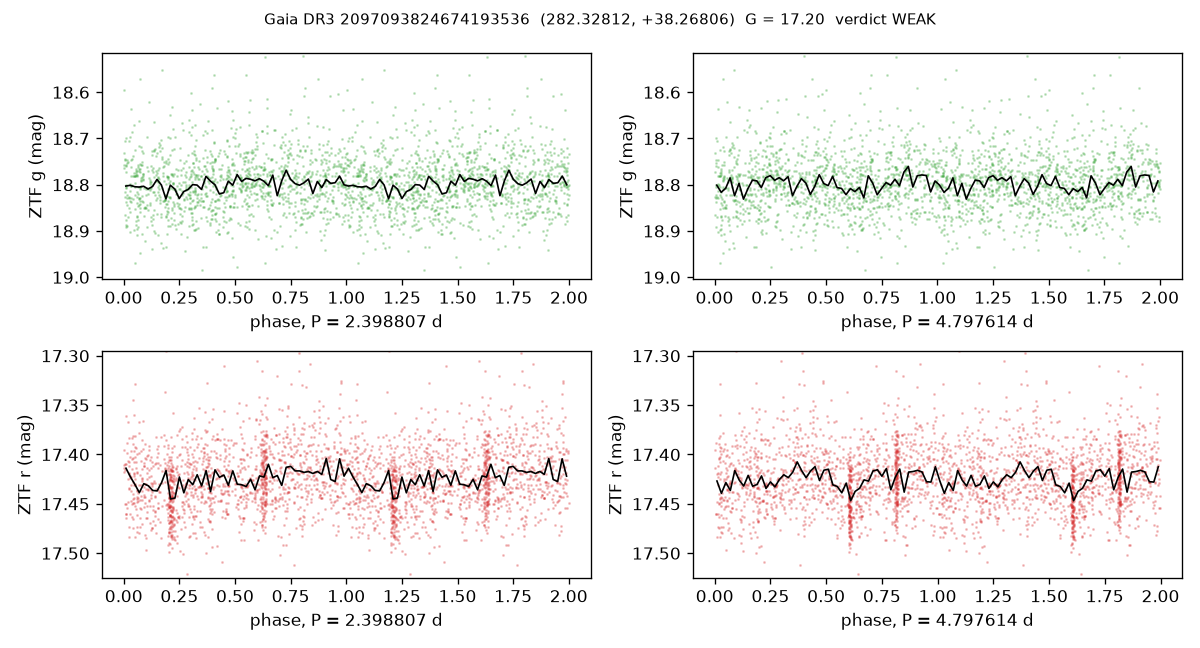 Gaia DR3 2097093824674193536 (282.32812, +38.26806) G = 17.20 verdict WEAK
ZTF g (mag)
18.6
18.7
18.8
18.9
19.0
0.00 0.25 0.50 0.75 1.00 1.25 1.50 1.75 2.00
phase, P = 2.398807 d
ZTF g (mag)
18.6
18.7
18.8
18.9
19.0
0.00 0.25 0.50 0.75 1.00 1.25 1.50 1.75 2.00
phase, P = 4.797614 d
ZTF r (mag)
17.30
17.35
17.40
17.45
17.50
0.00 0.25 0.50 0.75 1.00 1.25 1.50 1.75 2.00
phase, P = 2.398807 d
ZTF r (mag)
17.30
17.35
17.40
17.45
17.50
0.00 0.25 0.50 0.75 1.00 1.25 1.50 1.75 2.00
phase, P = 4.797614 d